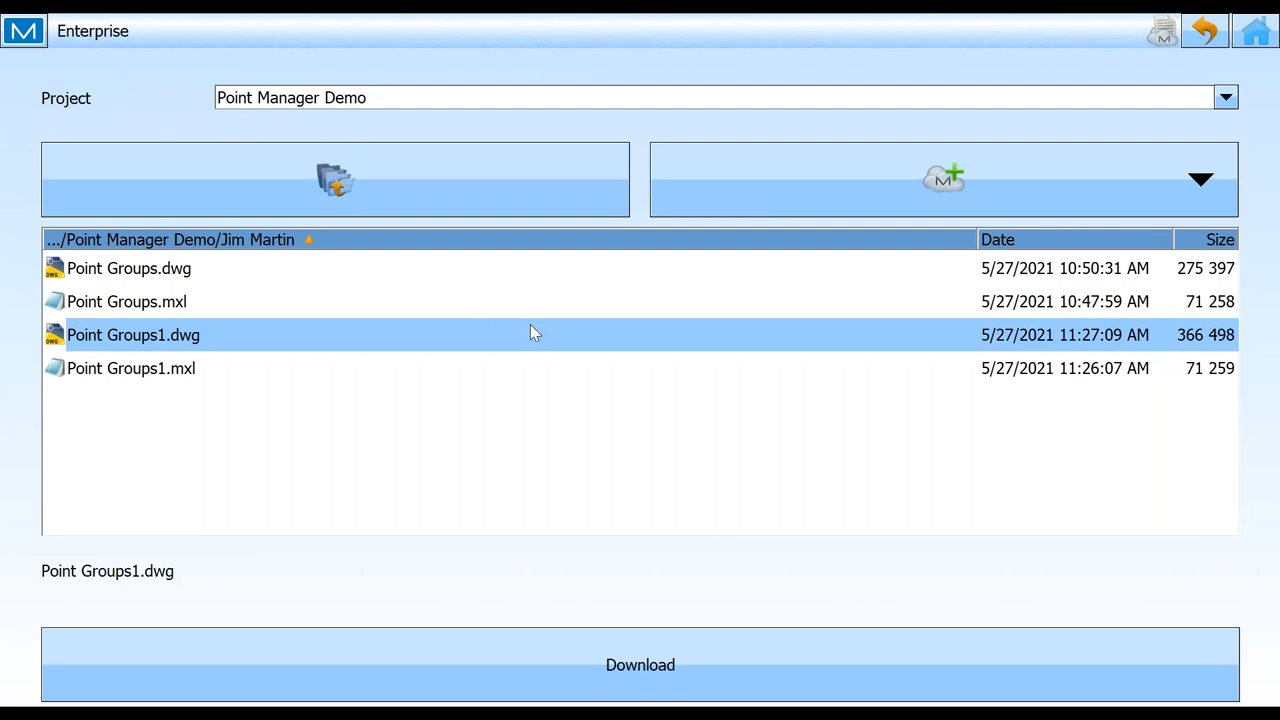 Enterprise
Project
Point Manager Demo
.../Point Manager Demo/Jim Martin Date Size
Point Groups.dwg 5/27/2021 10:50:31 AM 275 397
Point Groups.mxl 5/27/2021 10:47:59 AM 71 258
Point Groups1.dwg 5/27/2021 11:27:09 AM 366 498
Point Groups1.mxl 5/27/2021 11:26:07 AM 71 259
Point Groups1.dwg
Download